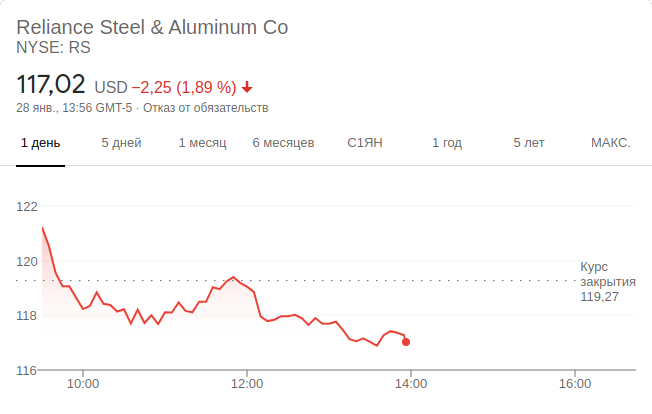 Reliance Steel & Aluminum Co
NYSE: RS
117,02 USD −2,25 (1,89 %)
28 янв., 13:56 GMT-5 · Отказ от обязательств
1 день 5 дней 1 месяц 6 месяцев С1ЯН 1 год 5 лет МАКС.
122
120
Курс
закрытия
119,27
118
116
10:00 12:00 14:00 16:00